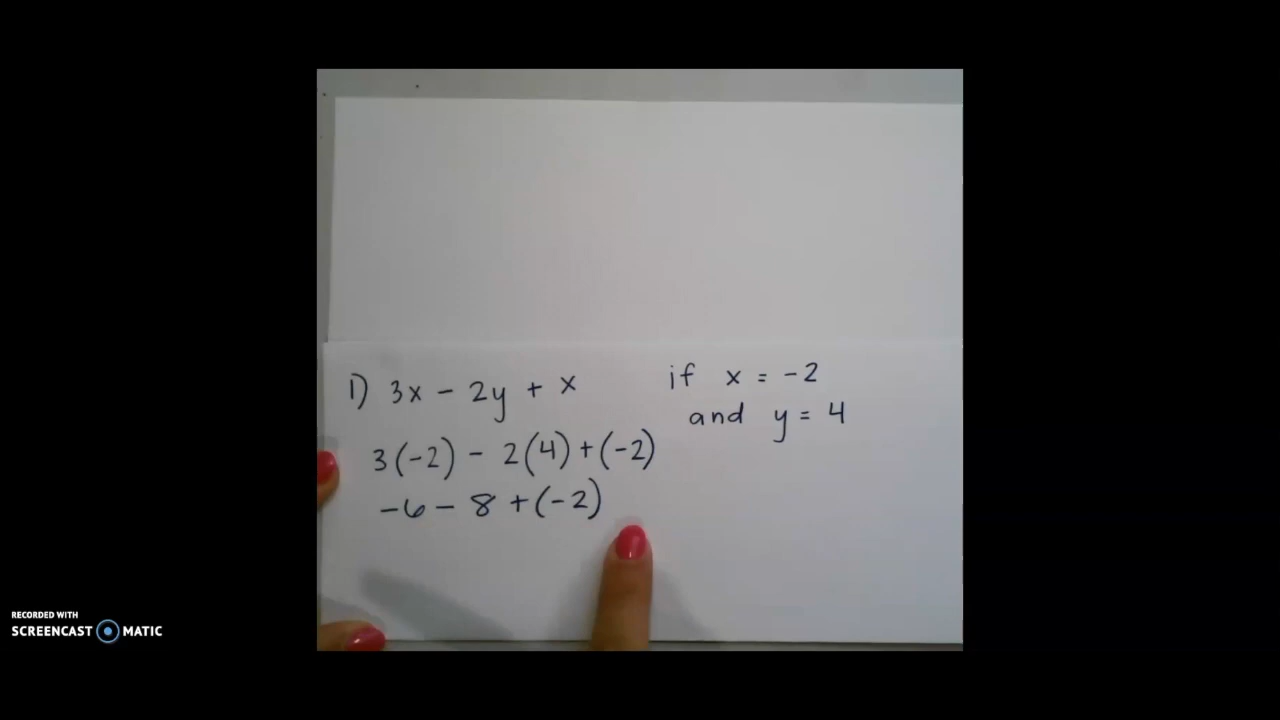 1) 3x - 2y + x if x = -2
and y = 4
3(-2) - 2(4) + (-2)
-6 - 8 + (-2)
RECORDED WITH
SCREENCAST MATIC